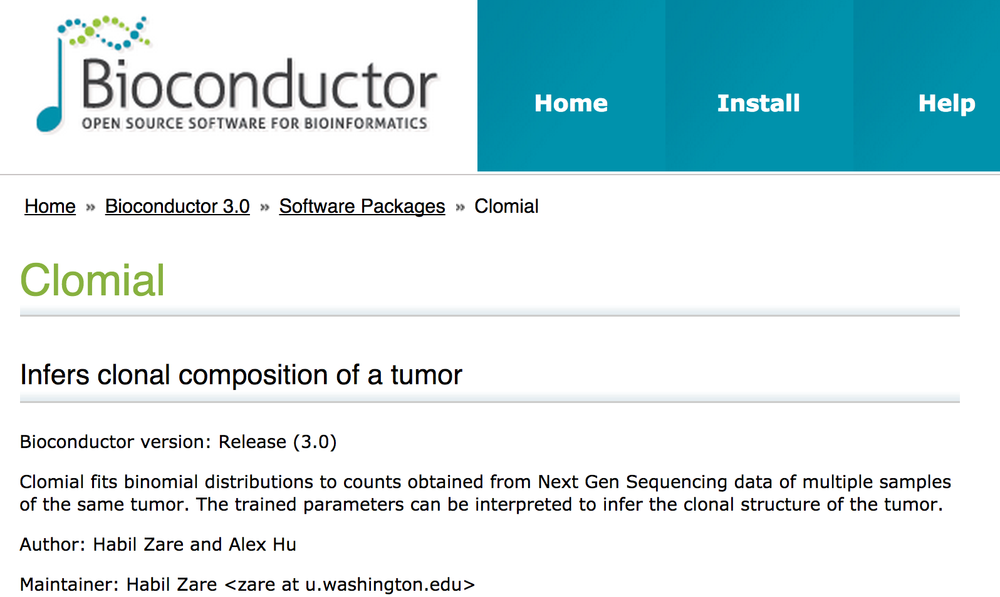 Bioconductor
OPEN SOURCE SOFTWARE FOR BIOINFORMATICS
Home Install Help
Home » Bioconductor 3.0 » Software Packages » Clomial
Clomial
Infers clonal composition of a tumor
Bioconductor version: Release (3.0)
Clomial fits binomial distributions to counts obtained from Next Gen Sequencing data of multiple samples
of the same tumor. The trained parameters can be interpreted to infer the clonal structure of the tumor.
Author: Habil Zare and Alex Hu
Maintainer: Habil Zare <zare at u.washington.edu>